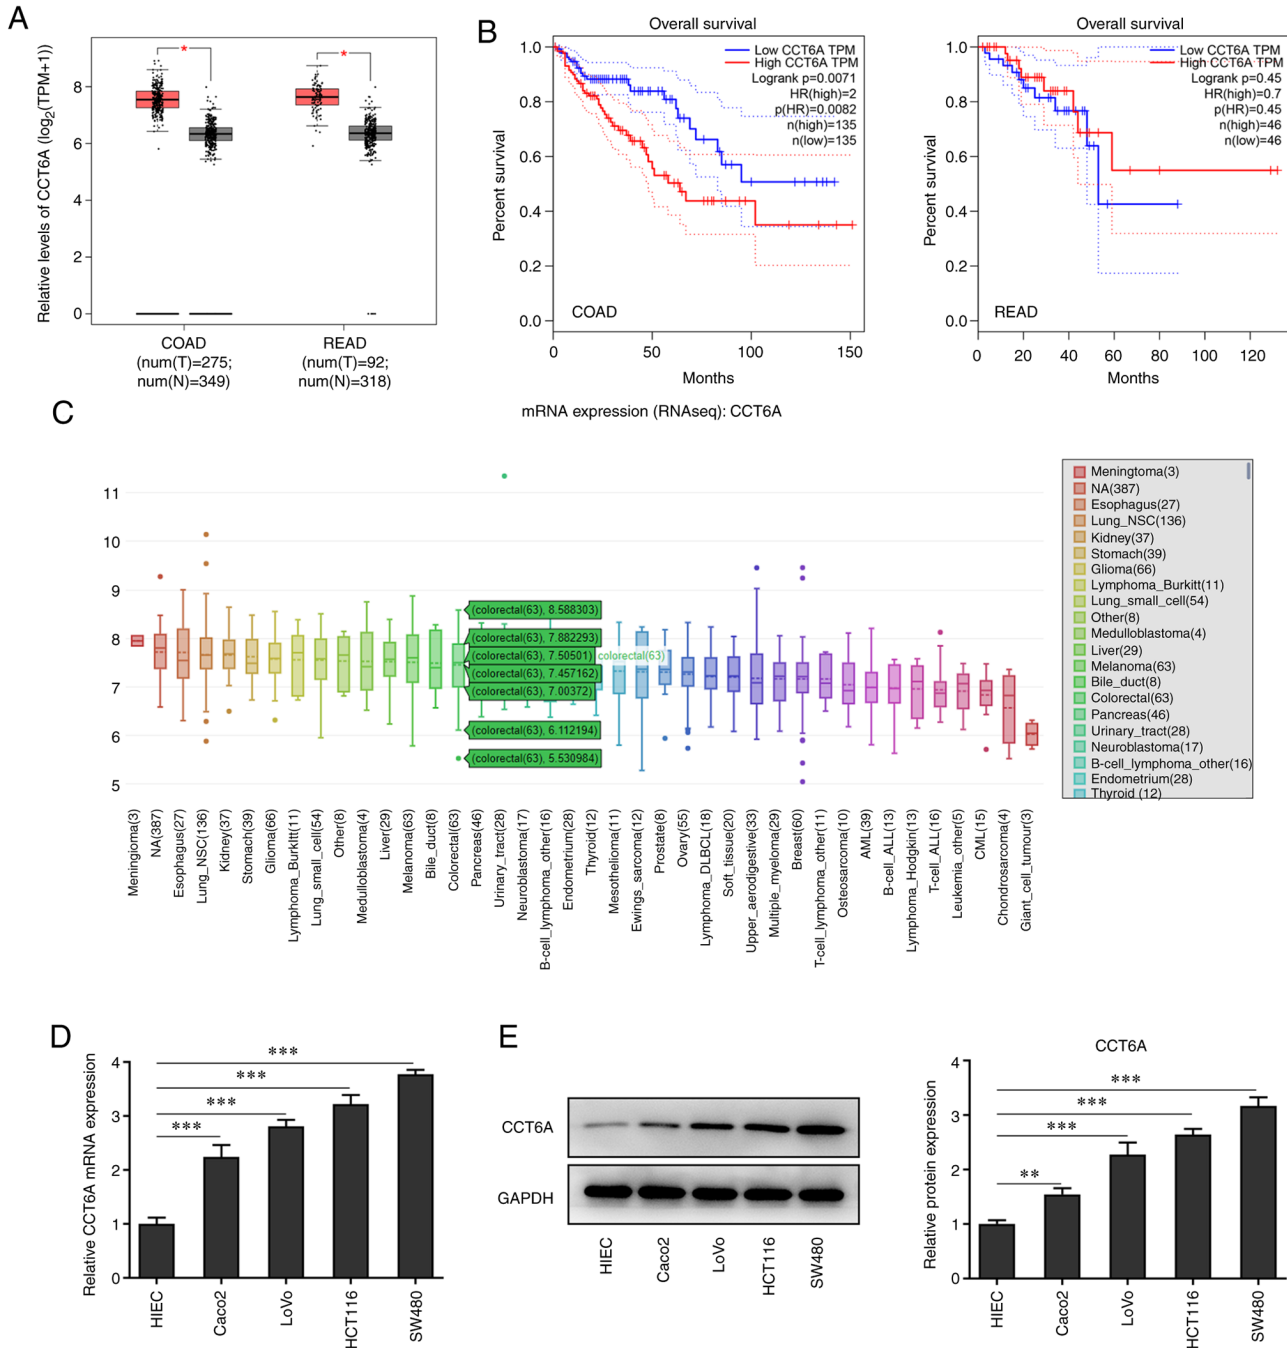 A
Relative levels of CCT6A (log2(TPM+1))
8
6
4
2
0
*
*
COAD
(num(T)=275;
num(N)=349)
READ
(num(T)=92;
num(N)=318)
B
Overall survival
Percent survival
1.0
0.8
0.6
0.4
0.2
0.0
Low CCT6A TPM
High CCT6A TPM
Logrank p=0.0071
HR(high)=2
p(HR)=0.0082
n(high)=135
n(low)=135
COAD
0 50 100 150
Months
Overall survival
Percent survival
1.0
0.8
0.6
0.4
0.2
0.0
Low CCT6A TPM
High CCT6A TPM
Logrank p=0.45
HR(high)=0.7
p(HR)=0.45
n(high)=46
n(low)=46
READ
0 20 40 60 80 100 120
Months
C
mRNA expression (RNAseq): CCT6A
11
10
9
8
7
6
5
(colorectal(63), 8.588303)
(colorectal(63), 7.882293)
(colorectal(63), 7.50501)
colorectal(63)
(colorectal(63), 7.457162)
(colorectal(63), 7.00372)
(colorectal(63), 6.112194)
(colorectal(63), 5.530984)
Meningioma(3)
NA(387)
Esophagus(27)
Lung_NSC(136)
Kidney(37)
Stomach(39)
Glioma(66)
Lymphoma_Burkitt(11)
Lung_small_cell(54)
Other(8)
Medulloblastoma(4)
Liver(29)
Melanoma(63)
Bile_duct(8)
Colorectal(63)
Pancreas(46)
Urinary_tract(28)
Neuroblastoma(17)
B-cell_lymphoma_other(16)
Endometrium(28)
Thyroid(12)
Mesothelioma(11)
Ewings_sarcoma(12)
Prostate(8)
Ovary(55)
Lymphoma_DLBCL(18)
Soft_tissue(20)
Upper_aerodigestive(33)
Multiple_myeloma(29)
Breast(60)
T-cell_lymphoma_other(11)
Osteosarcoma(10)
AML(39)
B-cell_ALL(13)
Lymphoma_Hodgkin(13)
T-cell_ALL(16)
Leukemia_other(5)
CML(15)
Chondrosarcoma(4)
Giant_cell_tumour(3)
Meningtoma(3)
NA(387)
Esophagus(27)
Lung_NSC(136)
Kidney(37)
Stomach(39)
Glioma(66)
Lymphoma_Burkitt(11)
Lung_small_cell(54)
Other(8)
Medulloblastoma(4)
Liver(29)
Melanoma(63)
Bile_duct(8)
Colorectal(63)
Pancreas(46)
Urinary_tract(28)
Neuroblastoma(17)
B-cell_lymphoma_other(16)
Endometrium(28)
Thyroid (12)
D
Relative CCT6A mRNA expression
4
3
2
1
0
***
***
***
***
HIEC
Caco2
LoVo
HCT116
SW480
E
CCT6A
GAPDH
HIEC
Caco2
LoVo
HCT116
SW480
CCT6A
Relative protein expression
4
3
2
1
0
***
***
***
**
HIEC
Caco2
LoVo
HCT116
SW480